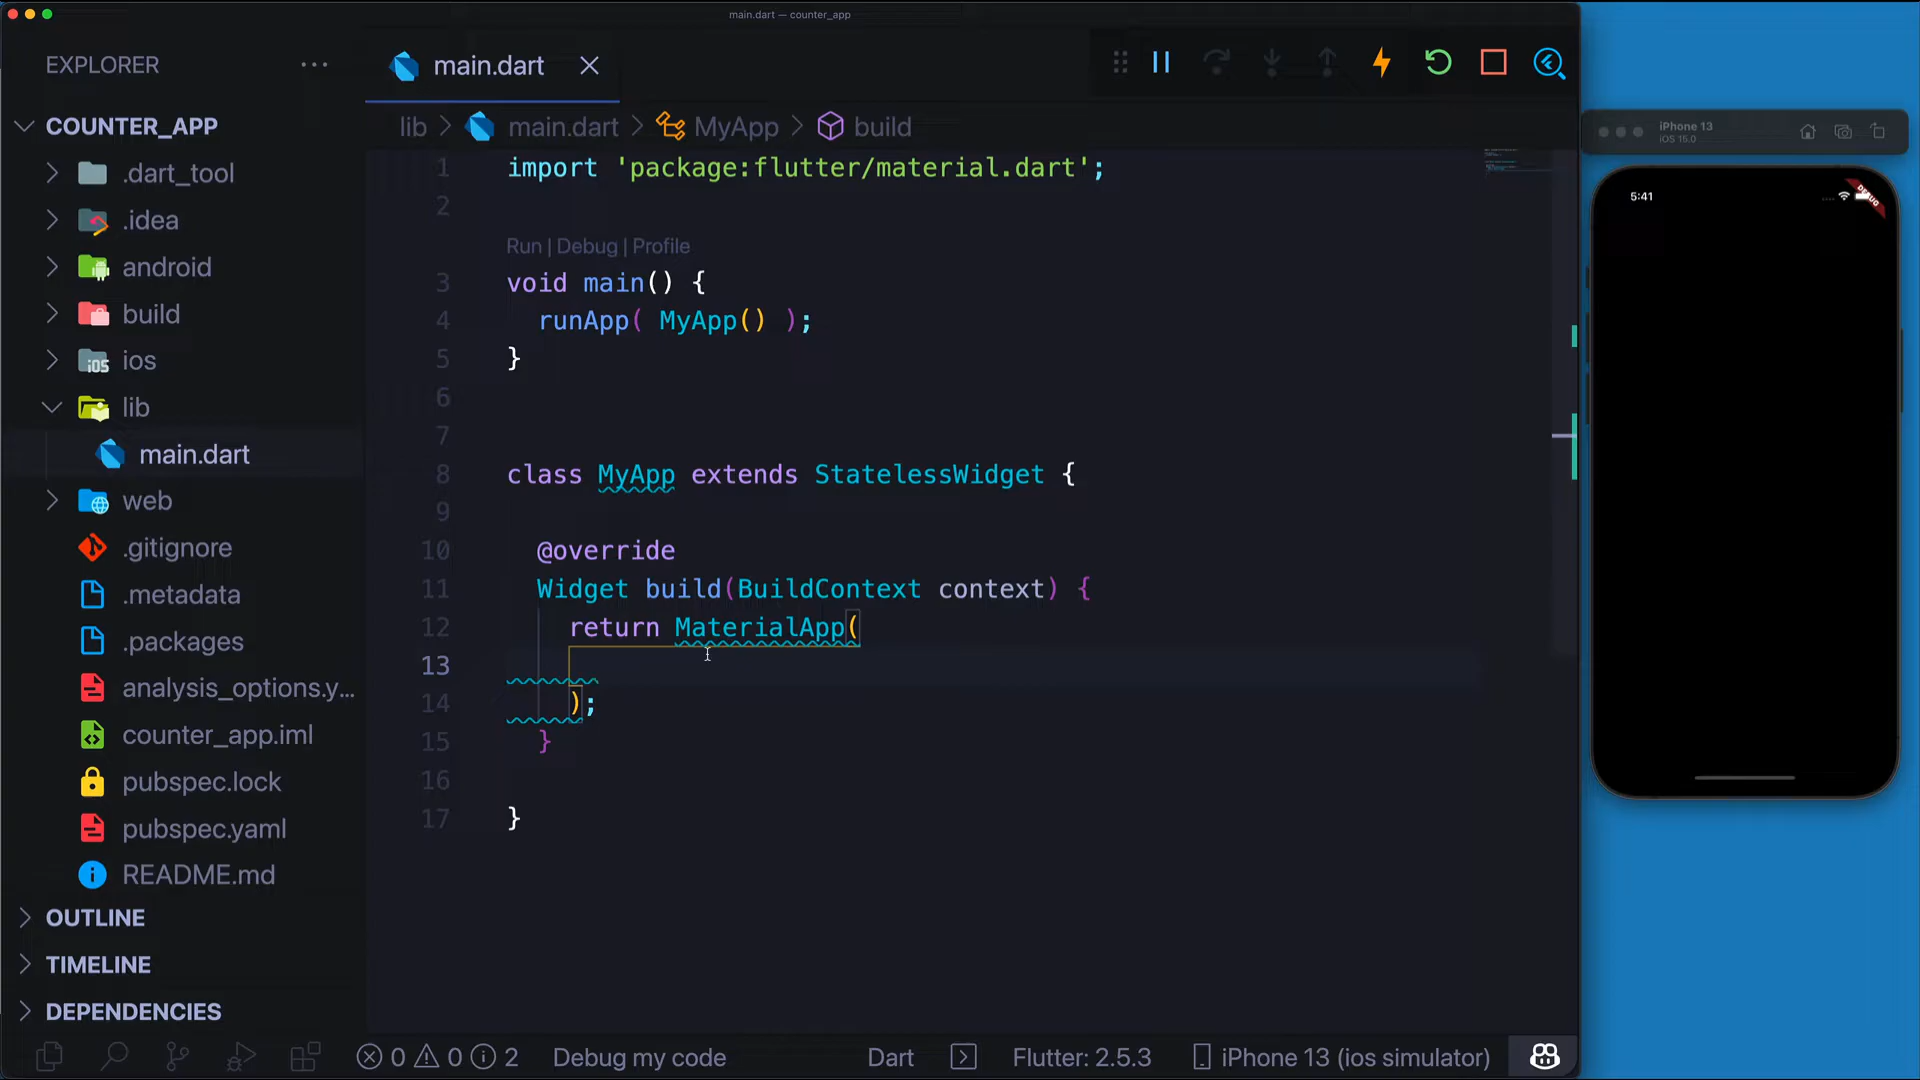 main.dart — counter_app
EXPLORER
main.dart
COUNTER_APP
lib > main.dart > MyApp > build
.dart_tool
.idea
android
build
ios
lib
main.dart
web
.gitignore
.metadata
.packages
analysis_options.y...
counter_app.iml
pubspec.lock
pubspec.yaml
README.md
OUTLINE
TIMELINE
DEPENDENCIES
1 import 'package:flutter/material.dart';
2
Run | Debug | Profile
3 void main() {
4 runApp( MyApp() );
5 }
6
7
8 class MyApp extends StatelessWidget {
9
10 @override
11 Widget build(BuildContext context) {
12 return MaterialApp(
13
14 );
15 }
16
17 }
0 0 2 Debug my code Dart Flutter: 2.5.3 iPhone 13 (ios simulator)
iPhone 13
iOS 15.0
5:41
DEBUG